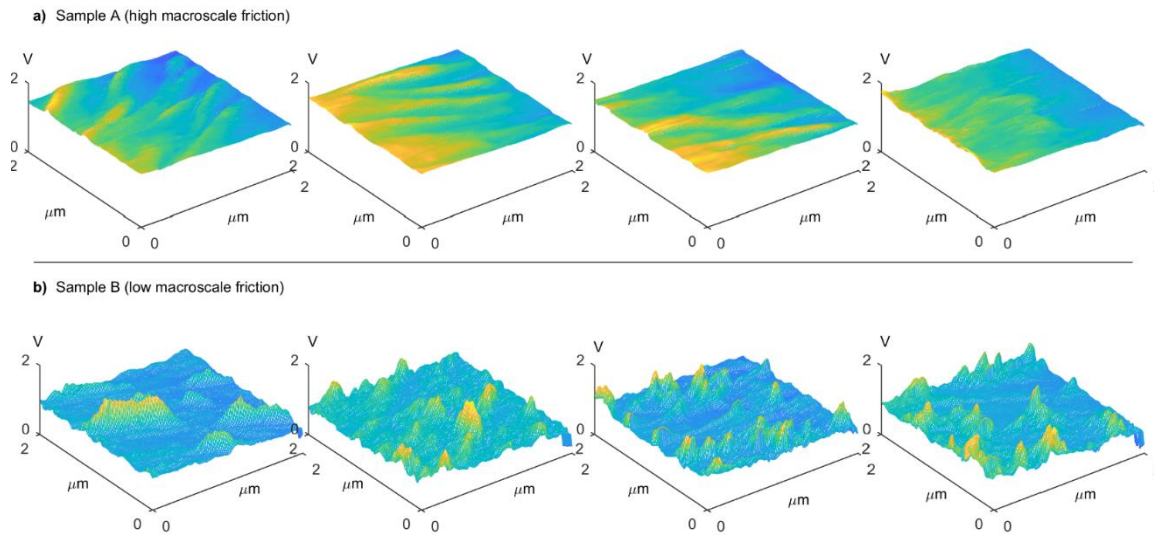 a) Sample A (high macroscale friction)
V V V V
2 2 2 2
0 0 0 0
2 2 2 2 2 2 2
μm μm μm μm μm μm μm μm
0 0 0 0 0 0 0 0
b) Sample B (low macroscale friction)
V V V V
2 2 2 2
0 0 0 0
2 2 2 2 2 2 2 2
μm μm μm μm μm μm μm μm
0 0 0 0 0 0 0 0